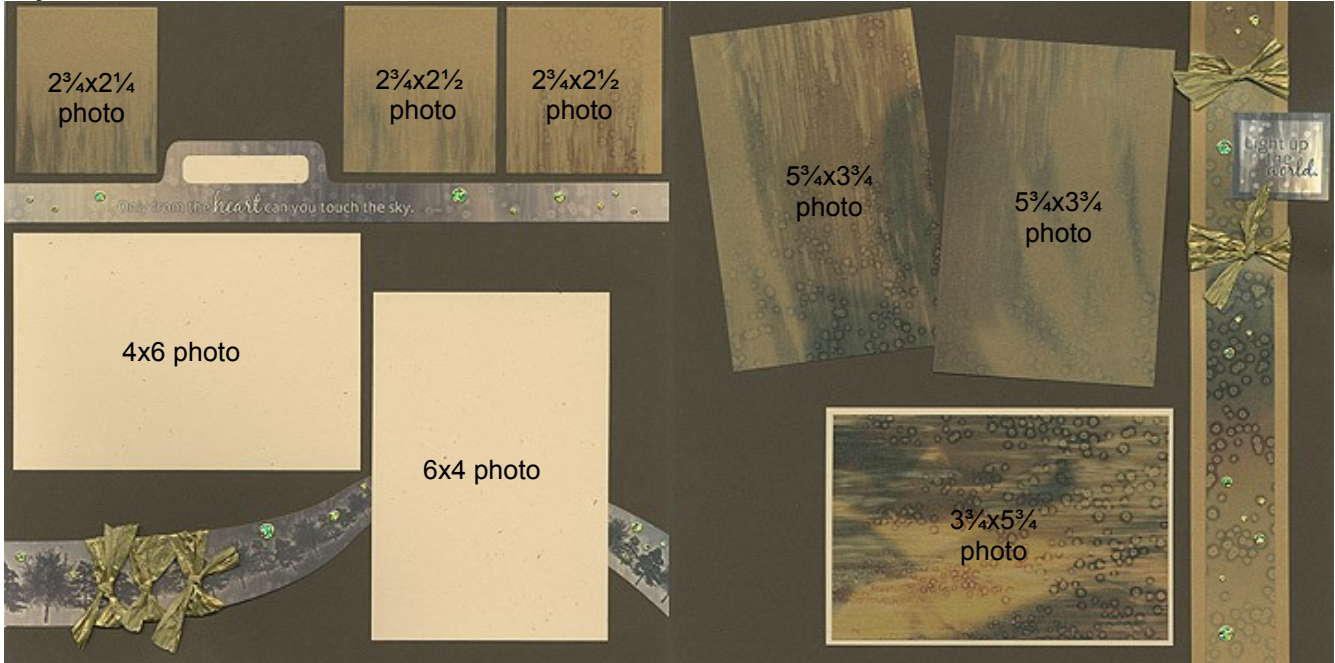 2¾x2¼
photo
2¾x2½
photo
2¾x2½
photo
Only from the heart can you touch the sky.
4x6 photo
6x4 photo
5¾x3¾
photo
5¾x3¾
photo
Light up
the
world.
3¾x5¾
photo